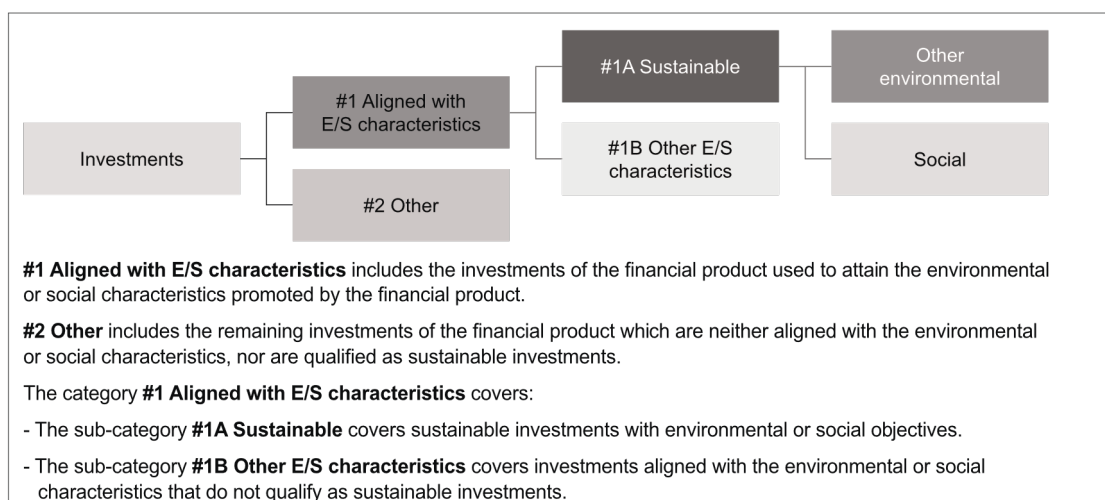 Investments
#1 Aligned with
E/S characteristics
#2 Other
#1A Sustainable
#1B Other E/S
characteristics
Other
environmental
Social
#1 Aligned with E/S characteristics includes the investments of the financial product used to attain the environmental
or social characteristics promoted by the financial product.
#2 Other includes the remaining investments of the financial product which are neither aligned with the environmental
or social characteristics, nor are qualified as sustainable investments.
The category #1 Aligned with E/S characteristics covers:
- The sub-category #1A Sustainable covers sustainable investments with environmental or social objectives.
- The sub-category #1B Other E/S characteristics covers investments aligned with the environmental or social
characteristics that do not qualify as sustainable investments.